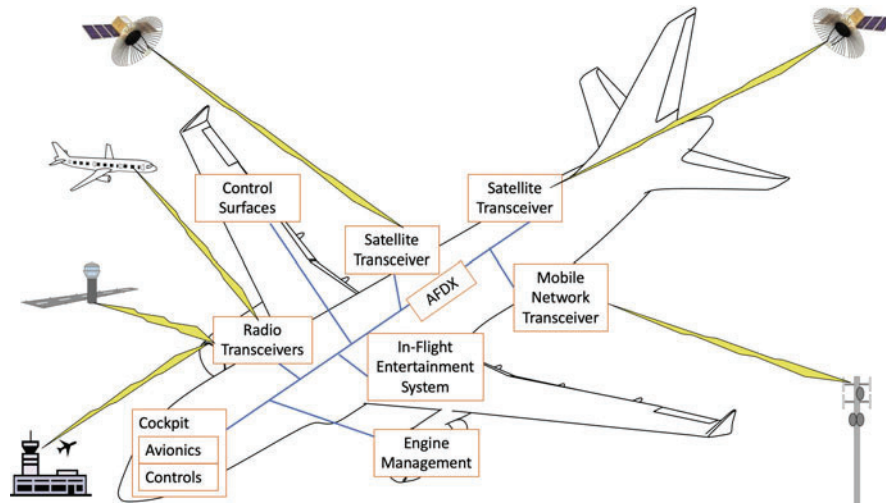 Control
Surfaces
Satellite
Transceiver
Satellite
Transceiver
AFDX
Mobile
Network
Transceiver
Radio
Transceivers
In-Flight
Entertainment
System
Cockpit
Avionics
Controls
Engine
Management